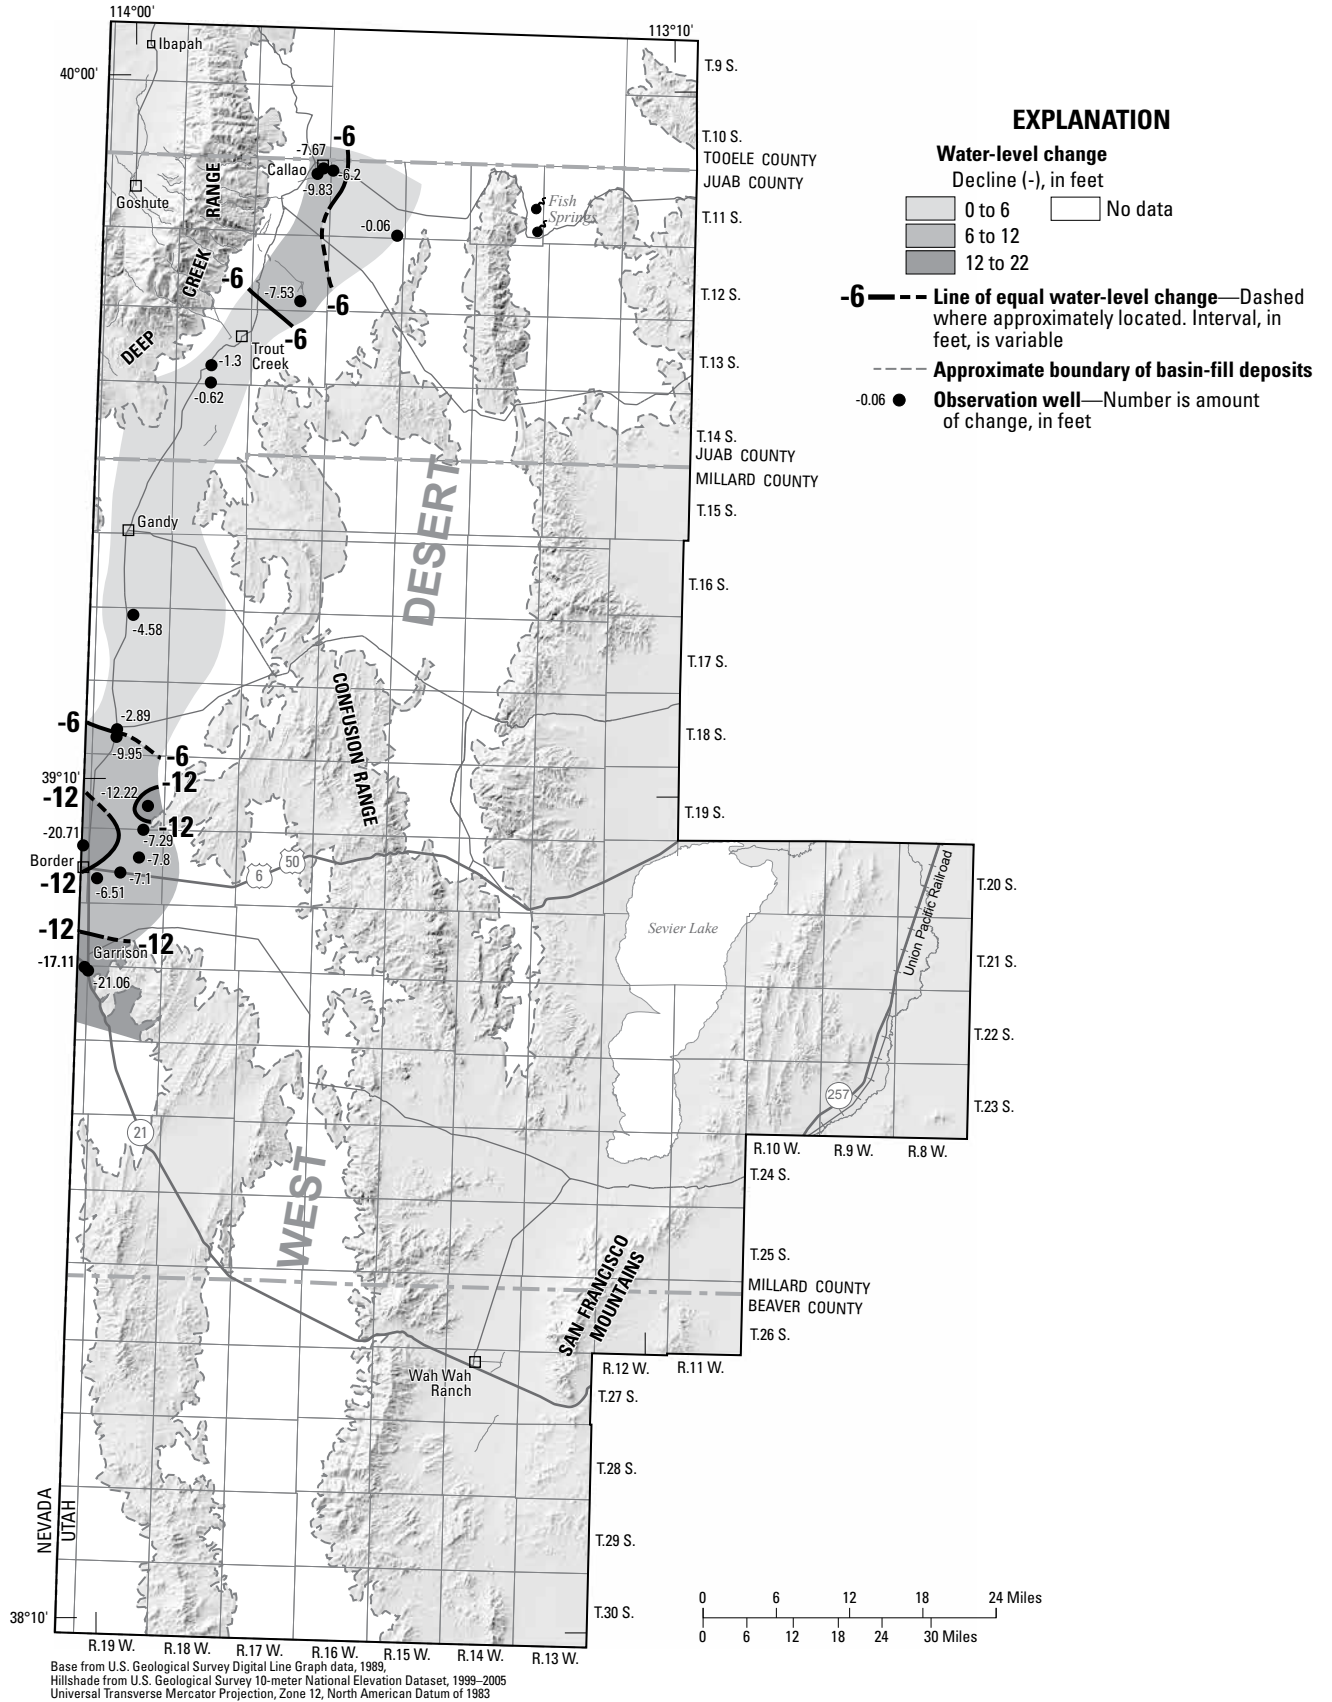 114°00'
113°10'
Ibapah
40°00'
T.9 S.
T.10 S.
TOOELE COUNTY
JUAB COUNTY
-6
-7.67
Callao
-6.2
-9.83
Goshute
Fish
Springs
T.11 S.
-0.06
DEEP CREEK RANGE
-6
-7.53
-6
T.12 S.
-6
Trout
Creek
-1.3
T.13 S.
-0.62
T.14 S.
JUAB COUNTY
MILLARD COUNTY
T.15 S.
Gandy
WEST DESERT
T.16 S.
-4.58
T.17 S.
CONFUSION RANGE
-6
-2.89
-9.95
-6
T.18 S.
39°10'
-12
-12.22
-12
T.19 S.
-12
-20.71
-7.29
-7.8
Border
-7.1
-12
-6.51
6
50
T.20 S.
Sevier Lake
Union Pacific Railroad
-12
-12
Garrison
-17.11
-21.06
T.21 S.
T.22 S.
257
T.23 S.
21
R.10 W.
R.9 W.
R.8 W.
T.24 S.
T.25 S.
SAN FRANCISCO
MOUNTAINS
MILLARD COUNTY
BEAVER COUNTY
T.26 S.
Wah Wah
Ranch
R.12 W.
R.11 W.
T.27 S.
T.28 S.
NEVADA
UTAH
T.29 S.
T.30 S.
38°10'
R.19 W.
R.18 W.
R.17 W.
R.16 W.
R.15 W.
R.14 W.
R.13 W.
EXPLANATION
Water-level change
Decline (-), in feet
0 to 6
No data
6 to 12
12 to 22
-6 Line of equal water-level change—Dashed
where approximately located. Interval, in
feet, is variable
Approximate boundary of basin-fill deposits
-0.06 Observation well—Number is amount
of change, in feet
0 6 12 18 24 Miles
0 6 12 18 24 30 Miles
Base from U.S. Geological Survey Digital Line Graph data, 1989,
Hillshade from U.S. Geological Survey 10-meter National Elevation Dataset, 1999–2005
Universal Transverse Mercator Projection, Zone 12, North American Datum of 1983